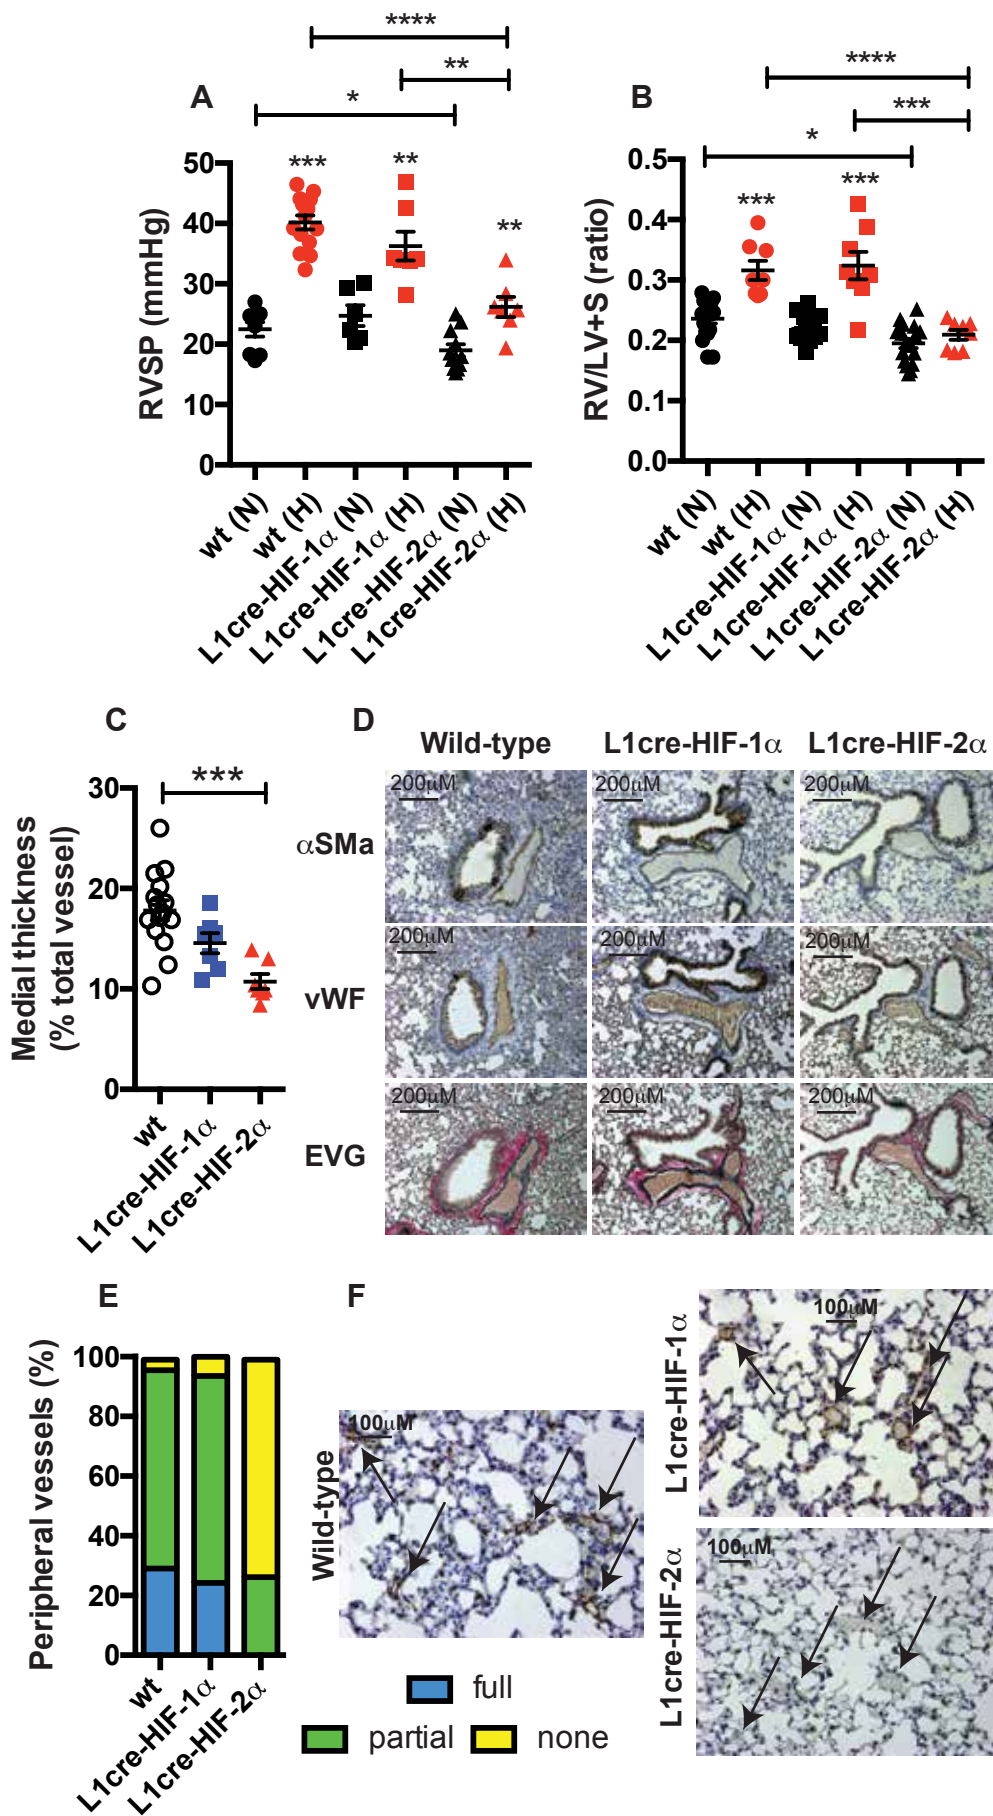 ****
**
*
A
***
**
**
RVSP (mmHg)
50
40
30
20
10
0
wt (N)
wt (H)
L1cre-HIF-1α (N)
L1cre-HIF-1α (H)
L1cre-HIF-2α (N)
L1cre-HIF-2α (H)
****
***
*
B
***
***
RV/LV+S (ratio)
0.5
0.4
0.3
0.2
0.1
0.0
wt (N)
wt (H)
L1cre-HIF-1α (N)
L1cre-HIF-1α (H)
L1cre-HIF-2α (N)
L1cre-HIF-2α (H)
C
***
Medial thickness
(% total vessel)
30
20
10
0
wt
L1cre-HIF-1α
L1cre-HIF-2α
D
Wild-type
L1cre-HIF-1α
L1cre-HIF-2α
αSMa
200µM
200µM
200µM
vWF
200µM
200µM
200µM
EVG
200µM
200µM
200µM
E
Peripheral vessels (%)
100
80
60
40
20
0
wt
L1cre-HIF-1α
L1cre-HIF-2α
full
partial
none
F
Wild-type
100µM
L1cre-HIF-1α
100µM
L1cre-HIF-2α
100µM